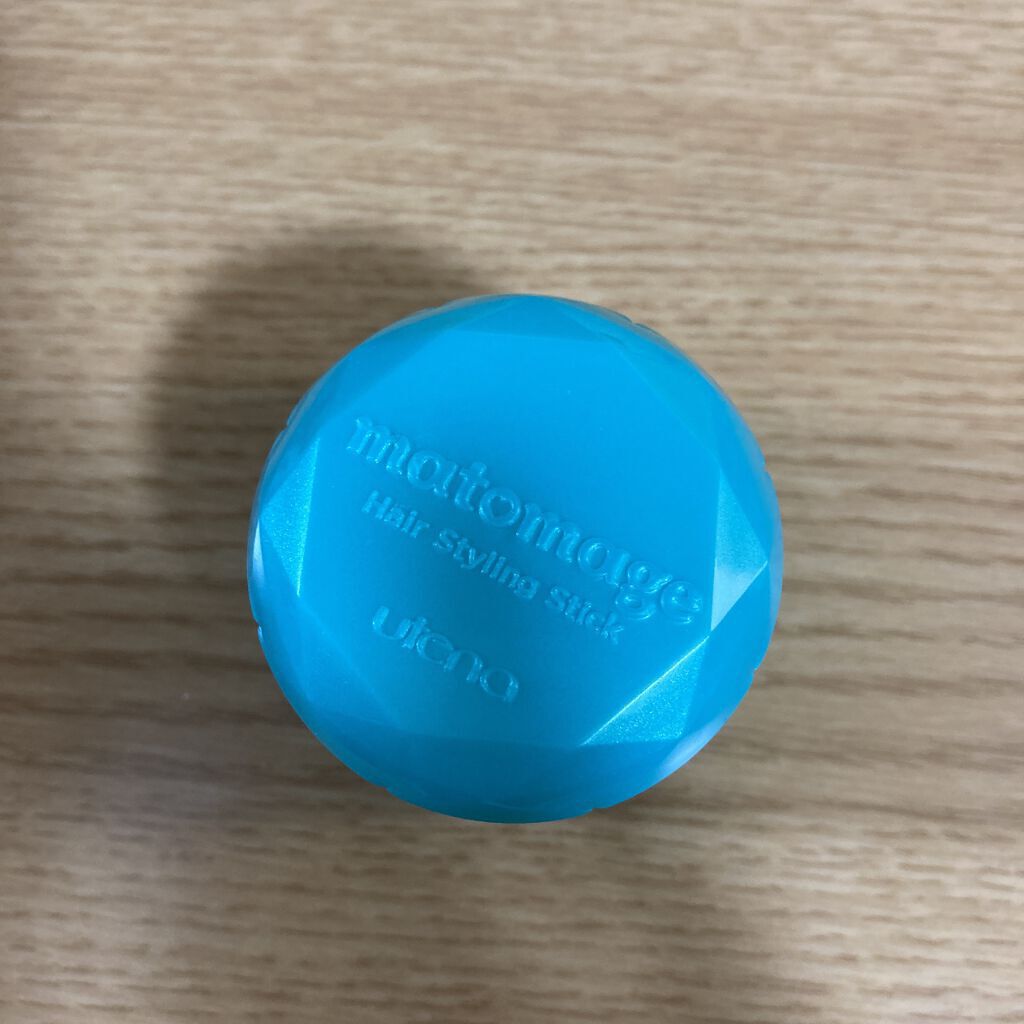 matomage
Hair Styling Stick
utena